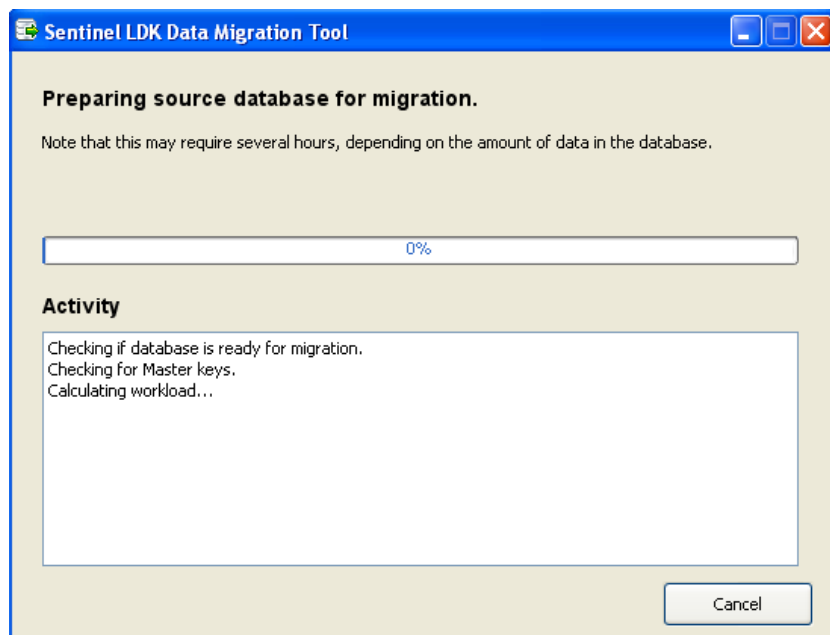 Sentinel LDK Data Migration Tool
Preparing source database for migration.
Note that this may require several hours, depending on the amount of data in the database.
0%
Activity
Checking if database is ready for migration.
Checking for Master keys.
Calculating workload...
Cancel